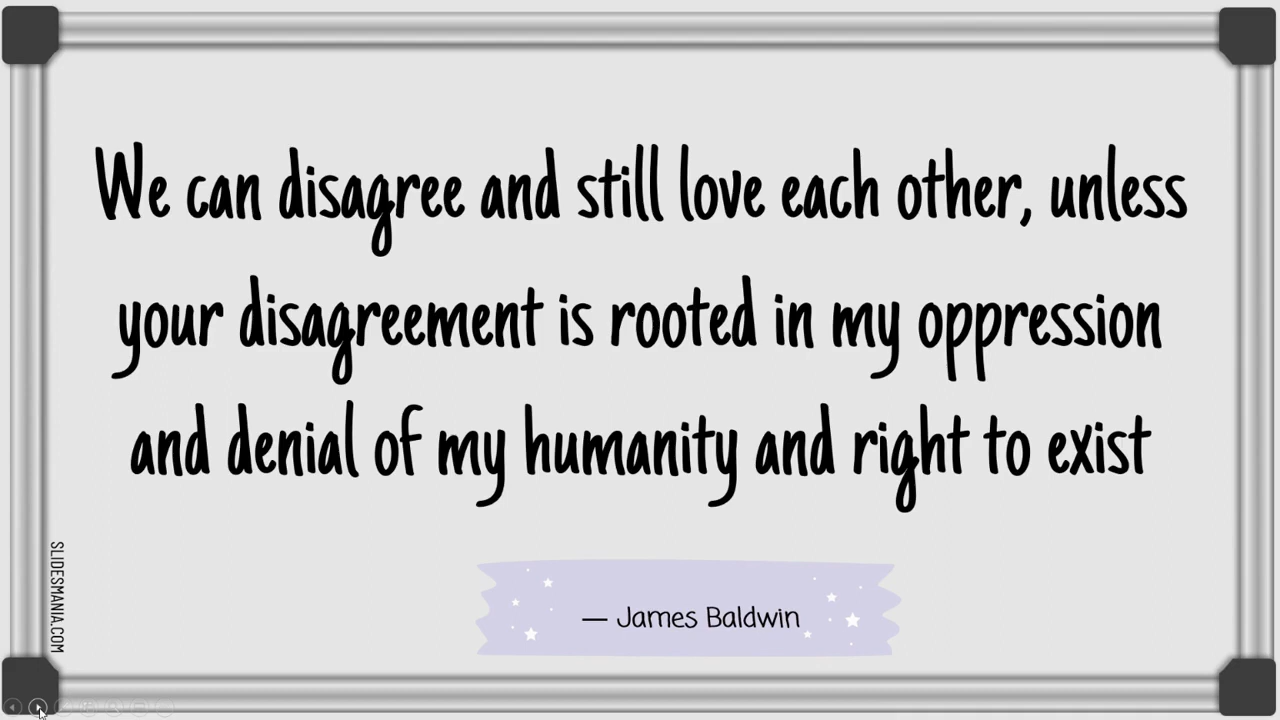 We can disagree and still love each other, unless
your disagreement is rooted in my oppression
and denial of my humanity and right to exist
— James Baldwin
SLIDESMANIA.COM